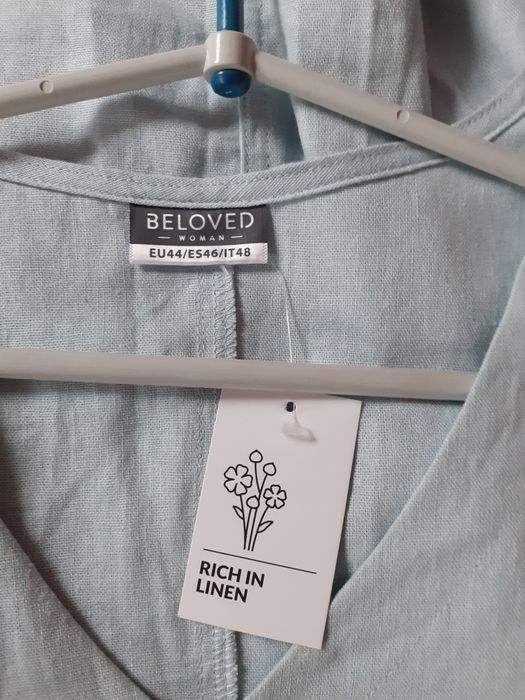 BELOVED
— WOMAN —
EU44/ES46/IT48
RICH IN
LINEN